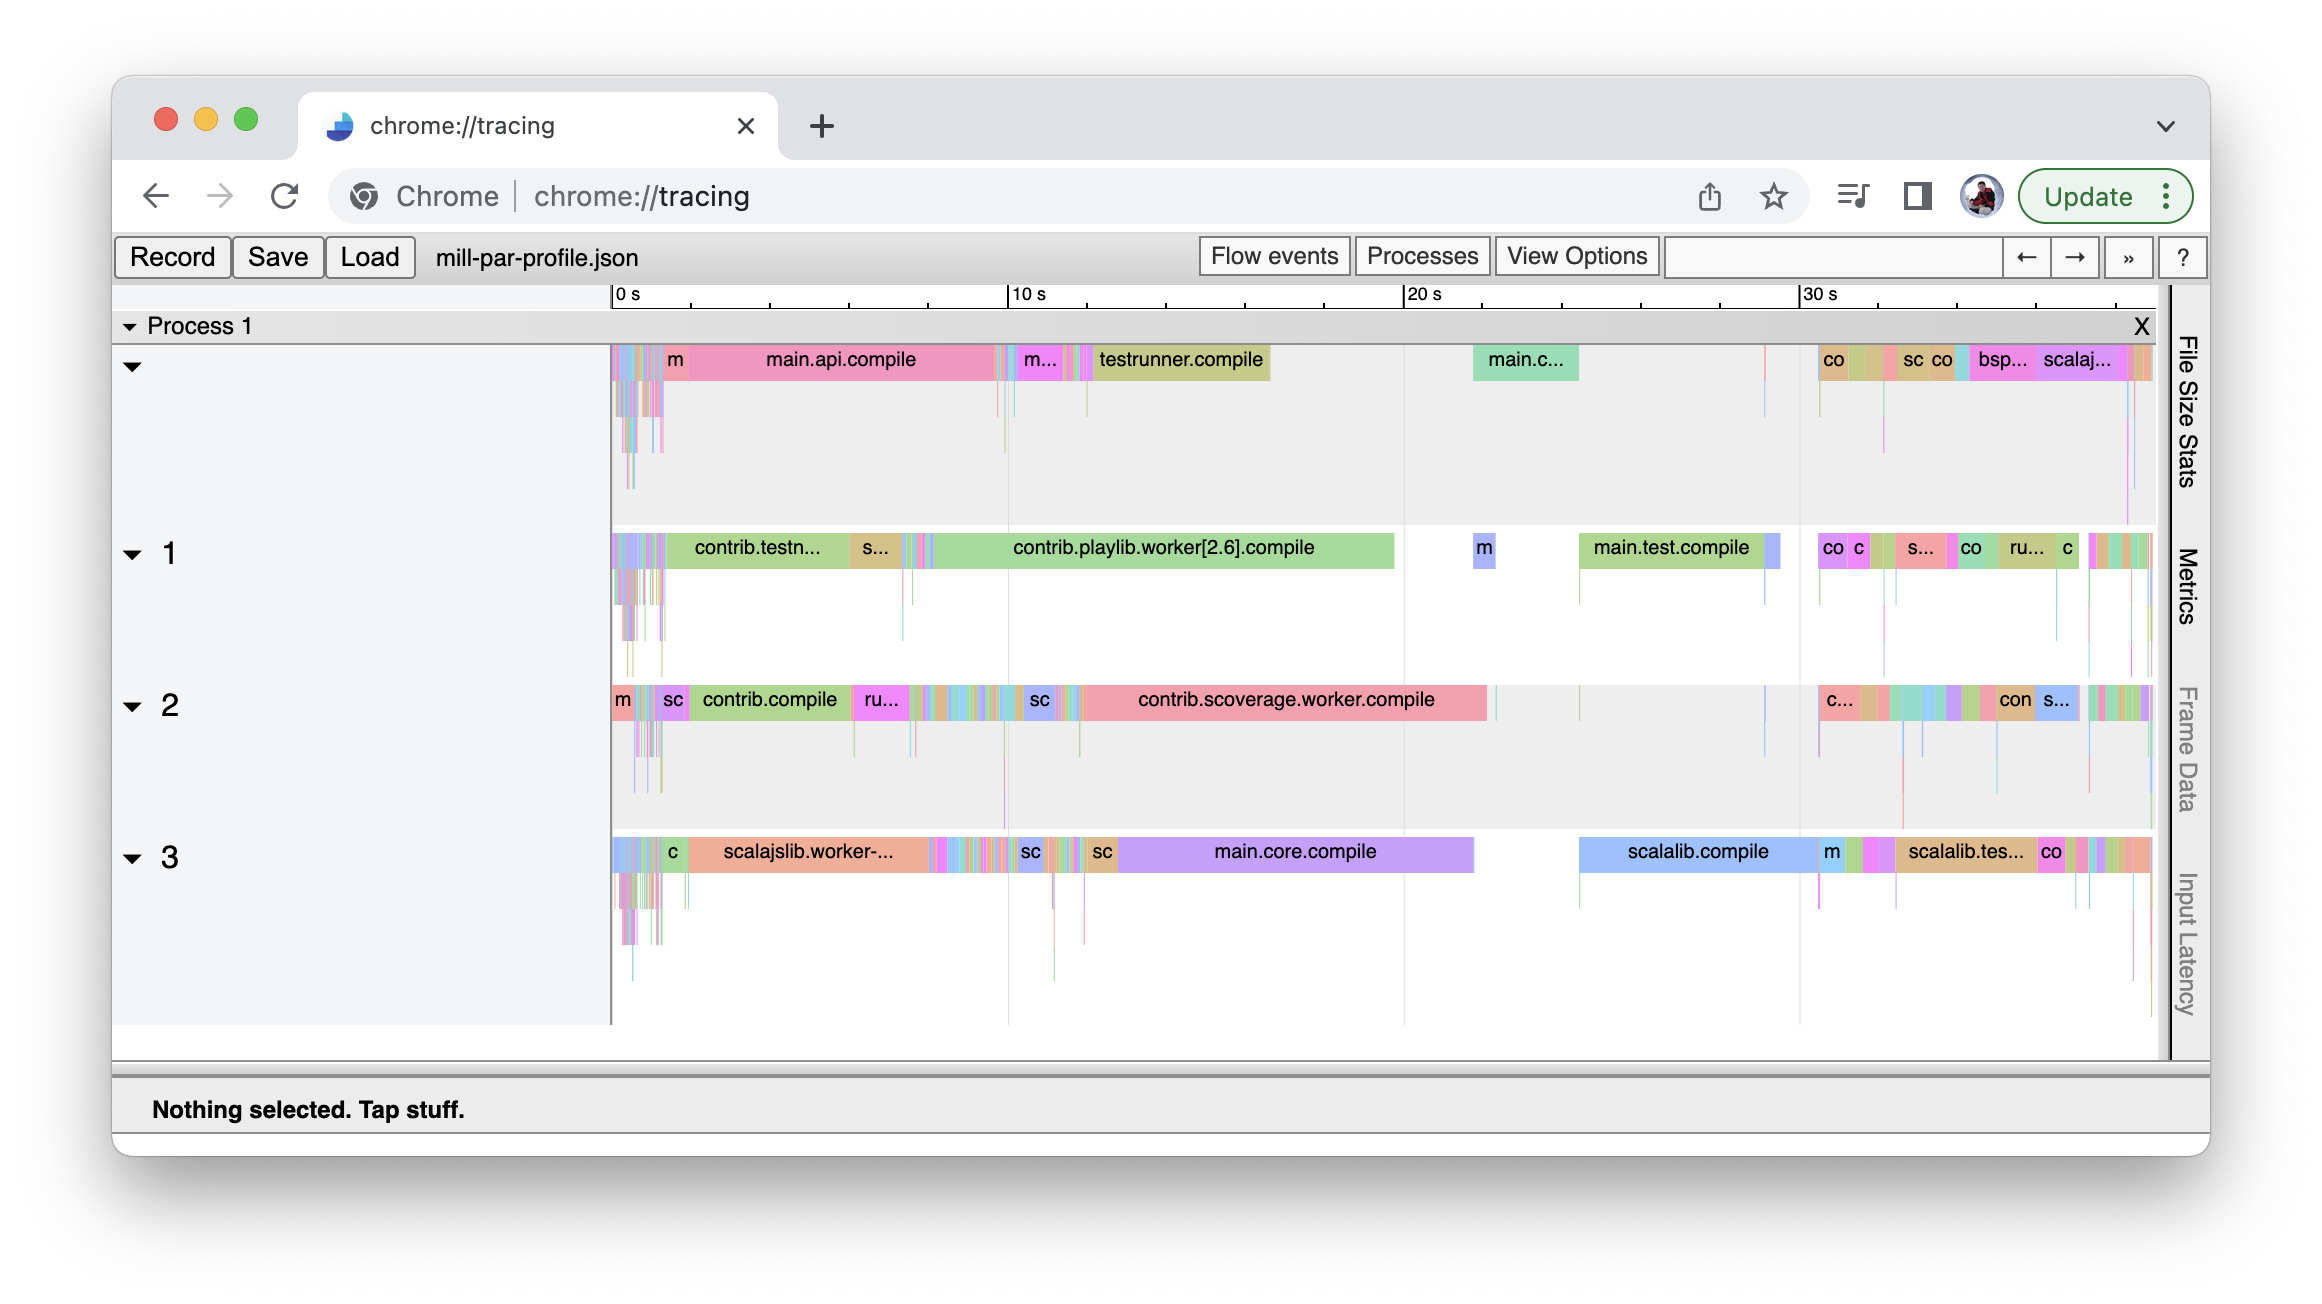 chrome://tracing
Chrome chrome://tracing Update
Record Save Load mill-par-profile.json Flow events Processes View Options ← → » ?
0 s 10 s 20 s 30 s
Process 1 X
m main.api.compile m... testrunner.compile main.c... co sc co bsp... scalaj...
1 contrib.testn... s... contrib.playlib.worker[2.6].compile m main.test.compile co c s... co ru... c
2 m sc contrib.compile ru... sc contrib.scoverage.worker.compile c... con s...
3 c scalajslib.worker-... sc sc main.core.compile scalalib.compile m scalalib.tes... co
File Size Stats
Metrics
Frame Data
Input Latency
Nothing selected. Tap stuff.